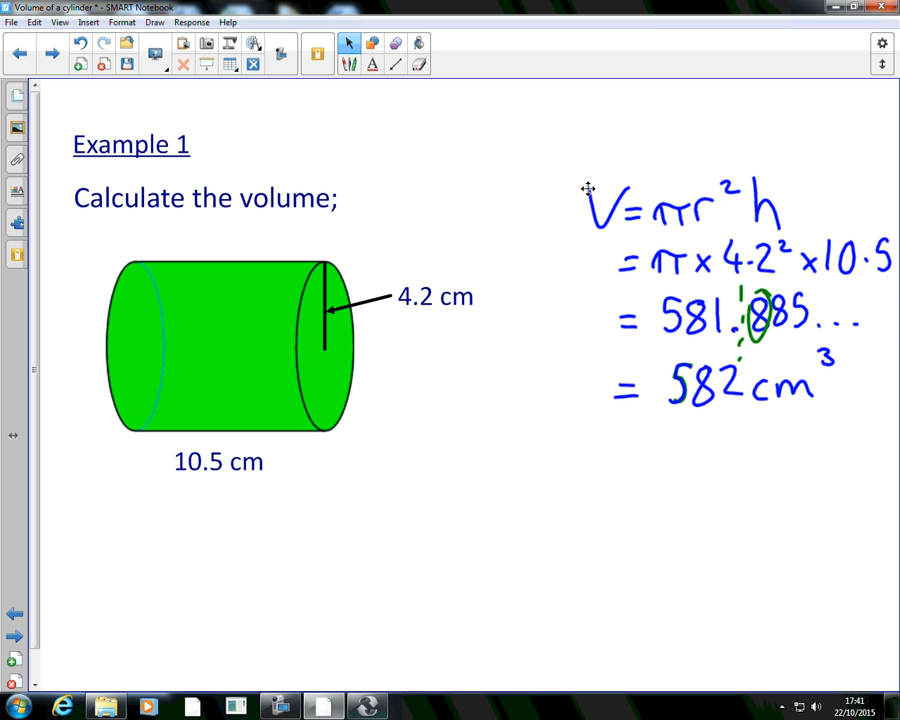 Volume of a cylinder * - SMART Notebook
File Edit View Insert Format Draw Response Help
Example 1
Calculate the volume;
4.2 cm
10.5 cm
V = πr²h
= π × 4.2² × 10.5
= 581.885...
= 582 cm³
17:41
22/10/2015